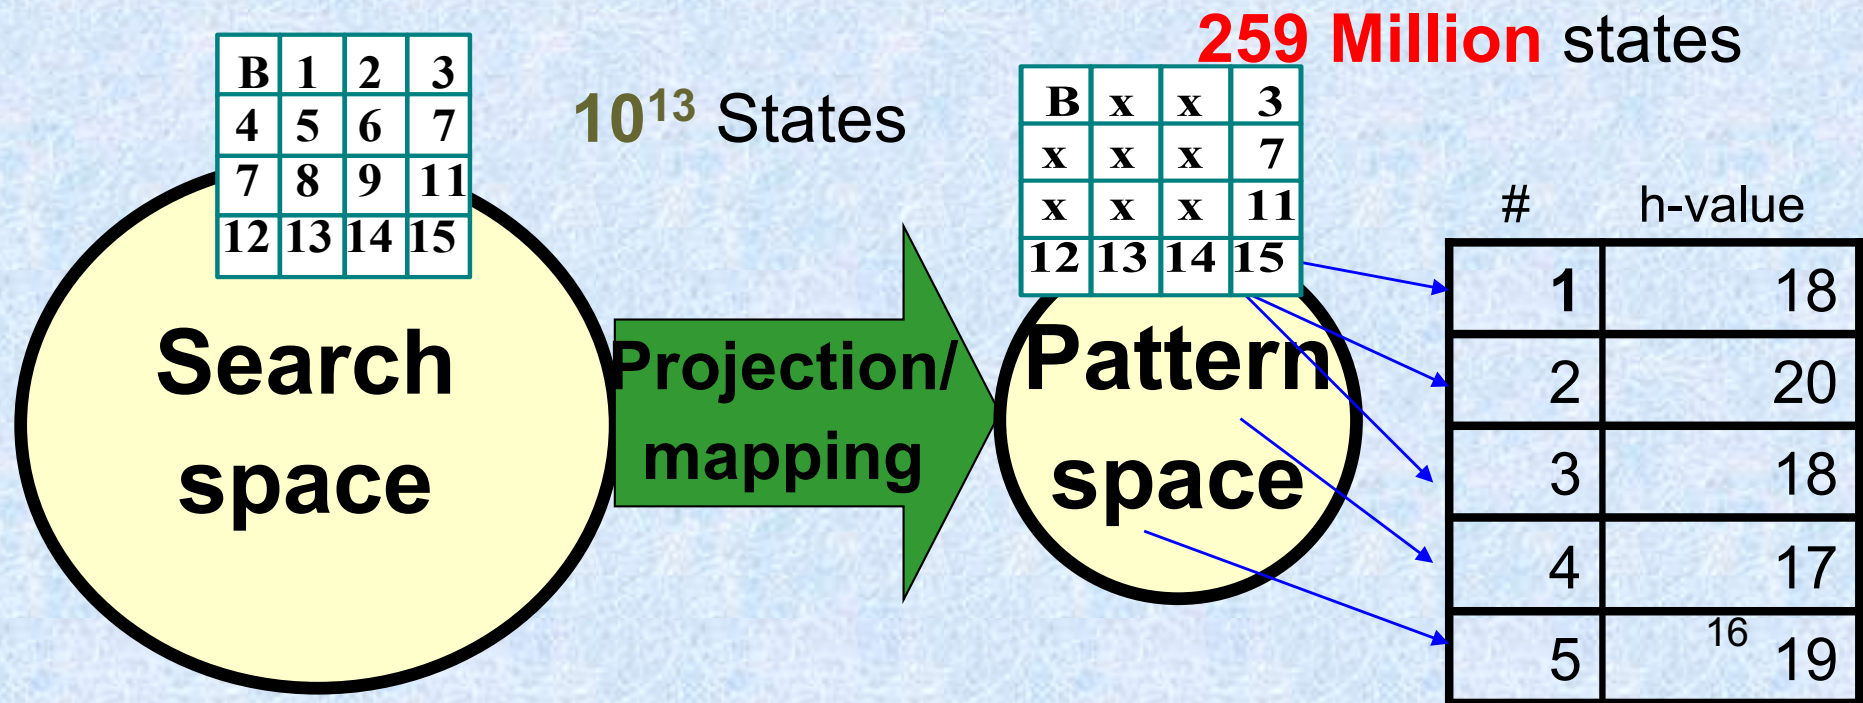 259 Million states
B 1 2 3
4 5 6 7
7 8 9 11
12 13 14 15
10¹³ States
B x x 3
x x x 7
x x x 11
12 13 14 15
Search
space
Projection/
mapping
Pattern
space
# h-value
1 18
2 20
3 18
4 17
5 19
16